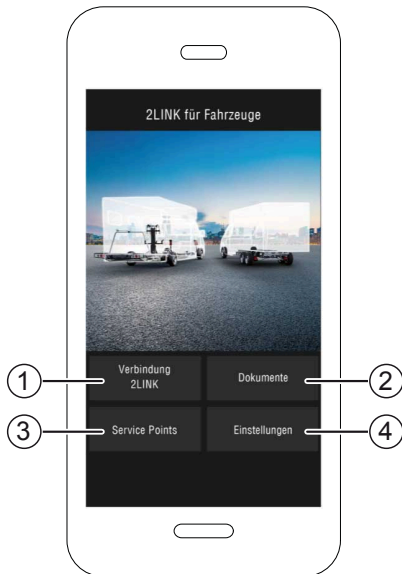 2LINK für Fahrzeuge
Verbindung
2LINK
Dokumente
Service Points
Einstellungen
1
2
3
4